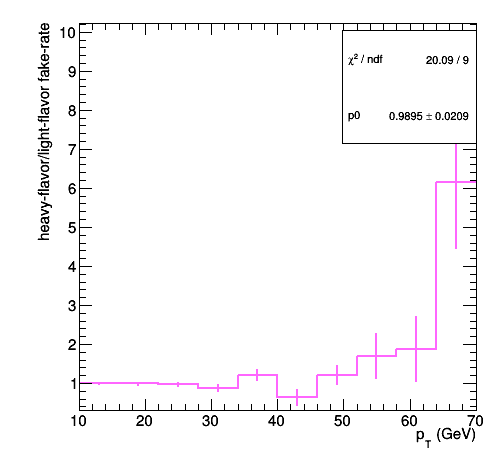 heavy-flavor/light-flavor fake-rate
χ² / ndf 20.09 / 9
p0 0.9895 ± 0.0209
10
9
8
7
6
5
4
3
2
1
10 20 30 40 50 60 70
p_T (GeV)